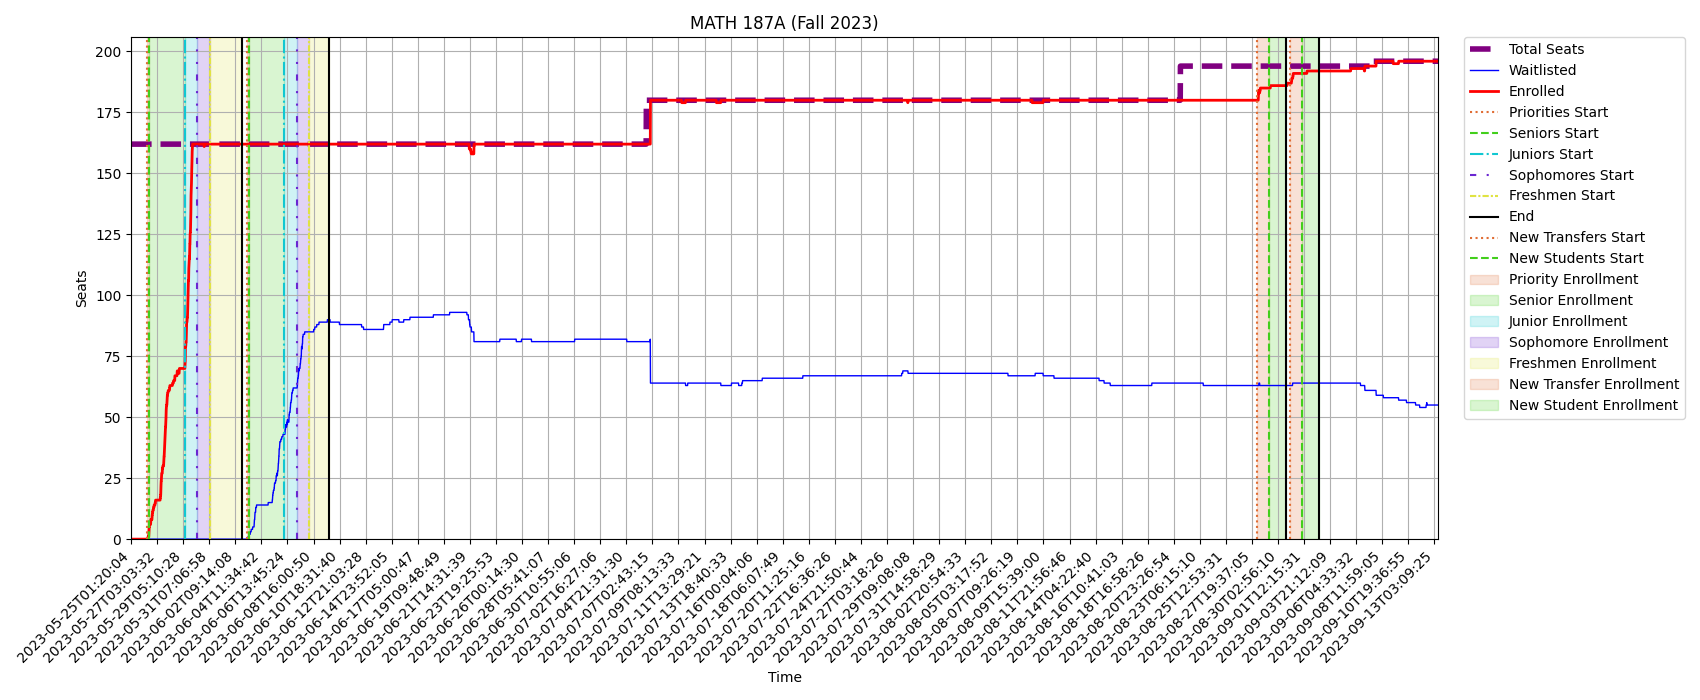 MATH 187A (Fall 2023)
Seats
200
175
150
125
100
75
50
25
0
2023-05-25T01:20:04
2023-05-27T03:03:32
2023-05-29T05:10:28
2023-05-31T07:06:58
2023-06-02T09:14:08
2023-06-04T11:34:42
2023-06-06T13:45:24
2023-06-08T16:00:50
2023-06-10T18:31:40
2023-06-12T21:03:28
2023-06-14T23:52:05
2023-06-17T05:00:47
2023-06-19T09:48:49
2023-06-21T14:31:39
2023-06-23T19:25:53
2023-06-26T00:14:30
2023-06-28T05:41:07
2023-06-30T10:55:06
2023-07-02T16:27:06
2023-07-04T21:31:30
2023-07-07T02:43:15
2023-07-09T08:13:33
2023-07-11T13:29:21
2023-07-13T18:40:33
2023-07-16T00:04:06
2023-07-18T06:07:49
2023-07-20T11:25:16
2023-07-22T16:36:26
2023-07-24T21:50:44
2023-07-27T03:18:26
2023-07-29T09:08:08
2023-07-31T14:58:29
2023-08-02T20:54:33
2023-08-05T03:17:52
2023-08-07T09:26:19
2023-08-09T15:39:00
2023-08-11T21:56:46
2023-08-14T04:22:40
2023-08-16T10:41:03
2023-08-18T16:58:26
2023-08-20T23:26:54
2023-08-23T06:15:10
2023-08-25T12:53:31
2023-08-27T19:37:05
2023-08-30T02:56:10
2023-09-01T12:15:31
2023-09-03T21:12:09
2023-09-06T04:33:32
2023-09-08T11:59:05
2023-09-10T19:36:55
2023-09-13T03:09:25
Time
Total Seats
Waitlisted
Enrolled
Priorities Start
Seniors Start
Juniors Start
Sophomores Start
Freshmen Start
End
New Transfers Start
New Students Start
Priority Enrollment
Senior Enrollment
Junior Enrollment
Sophomore Enrollment
Freshmen Enrollment
New Transfer Enrollment
New Student Enrollment